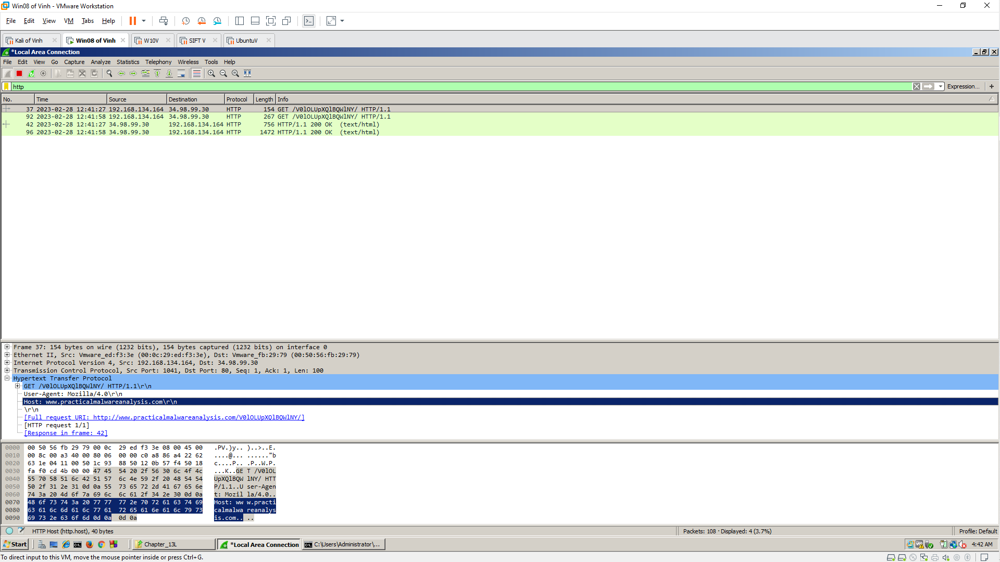 Win08 of Vinh - VMware Workstation
File Edit View VM Tabs Help
Kali of Vinh Win08 of Vinh W10V SIFT V UbuntuV
*Local Area Connection
File Edit View Go Capture Analyze Statistics Telephony Wireless Tools Help
http Expression... +
No. Time Source Destination Protocol Length Info
37 2023-02-28 12:41:27 192.168.134.164 34.98.99.30 HTTP 154 GET /V0lOLUpXQlBQWlNY/ HTTP/1.1
92 2023-02-28 12:41:58 192.168.134.164 34.98.99.30 HTTP 267 GET /V0lOLUpXQlBQWlNY/ HTTP/1.1
42 2023-02-28 12:41:27 34.98.99.30 192.168.134.164 HTTP 756 HTTP/1.1 200 OK (text/html)
96 2023-02-28 12:41:58 34.98.99.30 192.168.134.164 HTTP 1472 HTTP/1.1 200 OK (text/html)
Frame 37: 154 bytes on wire (1232 bits), 154 bytes captured (1232 bits) on interface 0
Ethernet II, Src: Vmware_ed:f3:3e (00:0c:29:ed:f3:3e), Dst: Vmware_fb:29:79 (00:50:56:fb:29:79)
Internet Protocol Version 4, Src: 192.168.134.164, Dst: 34.98.99.30
Transmission Control Protocol, Src Port: 1041, Dst Port: 80, Seq: 1, Ack: 1, Len: 100
Hypertext Transfer Protocol
GET /V0lOLUpXQlBQWlNY/ HTTP/1.1\r\n
User-Agent: Mozilla/4.0\r\n
Host: www.practicalmalwareanalysis.com\r\n
\r\n
[Full request URI: http://www.practicalmalwareanalysis.com/V0lOLUpXQlBQWlNY/]
[HTTP request 1/1]
[Response in frame: 42]
0000 00 50 56 fb 29 79 00 0c 29 ed f3 3e 08 00 45 00 .PV.)y.. )..>..E.
0010 00 8c 00 a3 40 00 80 06 00 00 c0 a8 86 a4 22 62 ....@... ......"b
0020 63 1e 04 11 00 50 1c 93 88 50 12 0b 57 f4 50 18 c....P.. .P..W.P.
0030 fa f0 cd 4b 00 00 47 45 54 20 2f 56 30 6c 4f 4c ...K..GE T /V0lOL
0040 55 70 58 51 6c 42 51 57 6c 4e 59 2f 20 48 54 54 UpXQlBQW lNY/ HTT
0050 50 2f 31 2e 31 0d 0a 55 73 65 72 2d 41 67 65 6e P/1.1..U ser-Agen
0060 74 3a 20 4d 6f 7a 69 6c 6c 61 2f 34 2e 30 0d 0a t: Mozil la/4.0..
0070 48 6f 73 74 3a 20 77 77 77 2e 70 72 61 63 74 69 Host: ww w.practi
0080 63 61 6c 6d 61 6c 77 61 72 65 61 6e 61 6c 79 73 calmalwa reanalys
0090 69 73 2e 63 6f 6d 0d 0a 0d 0a is.com.. ..
HTTP Host (http.host), 40 bytes Packets: 108 · Displayed: 4 (3.7%) Profile: Default
Start Chapter_13L *Local Area Connection C:\Users\Administrator\... 4:42 AM
To direct input to this VM, move the mouse pointer inside or press Ctrl+G.